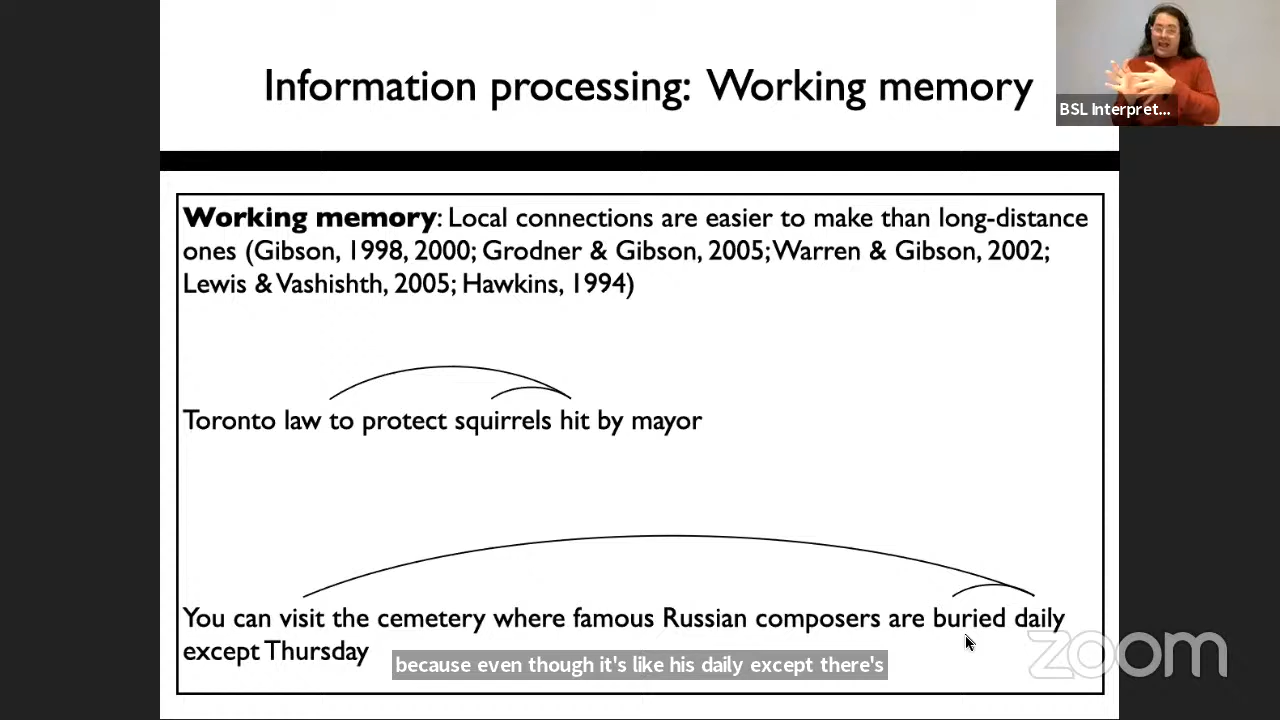 Information processing: Working memory
BSL Interpret...
Working memory: Local connections are easier to make than long-distance
ones (Gibson, 1998, 2000; Grodner & Gibson, 2005; Warren & Gibson, 2002;
Lewis & Vashishth, 2005; Hawkins, 1994)
Toronto law to protect squirrels hit by mayor
You can visit the cemetery where famous Russian composers are buried daily
except Thursday
because even though it's like his daily except there's
zoom